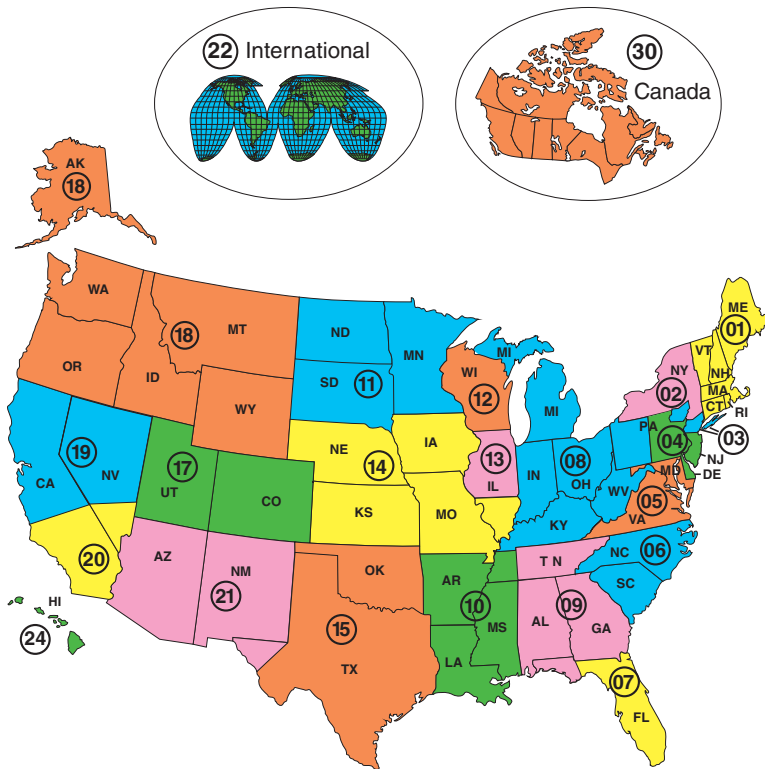 22 International
30
Canada
AK
18
WA
MT
ND
MN
MI
ME
01
VT
NH
NY
MA
02
CT
RI
OR
ID
18
SD
11
WI
12
MI
WY
PA
04
03
NJ
DE
MD
NE
14
IA
13
IL
IN
08
OH
WV
05
VA
CA
19
NV
17
UT
CO
KS
MO
KY
20
AZ
NM
21
OK
AR
10
T N
NC
06
SC
HI
24
15
TX
LA
MS
AL
09
GA
07
FL